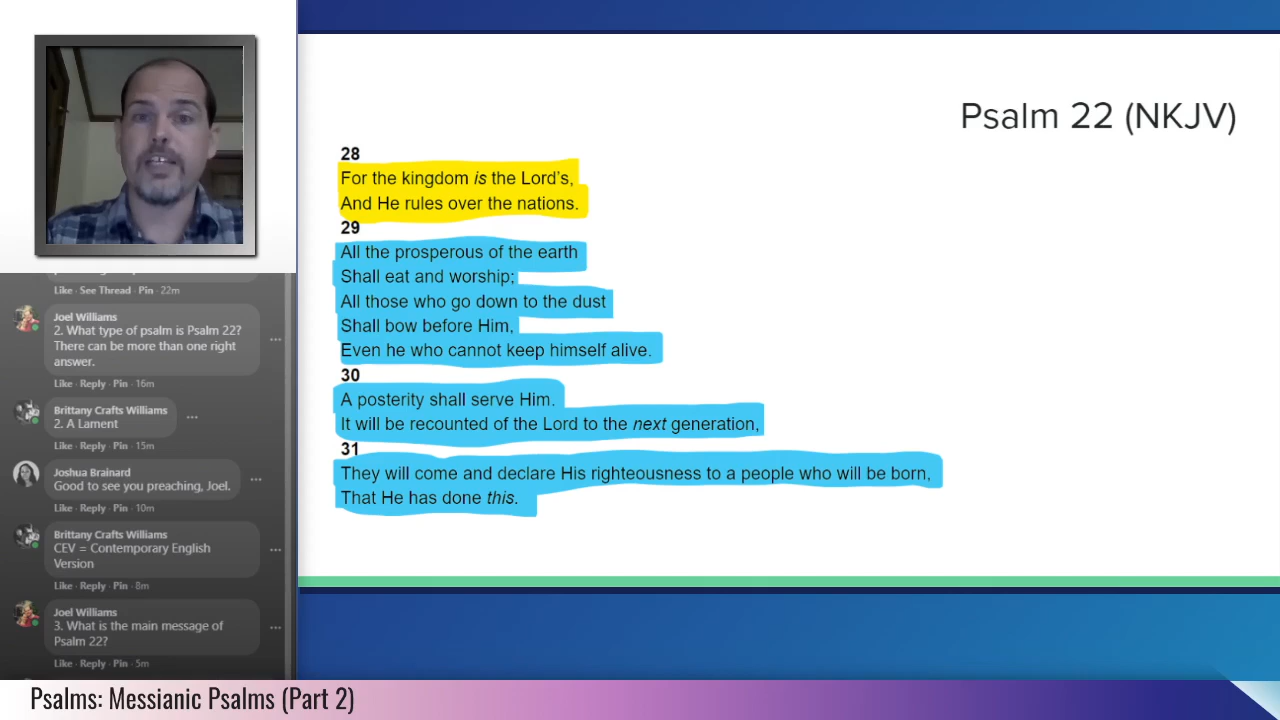 Psalm 22 (NKJV)
28
For the kingdom is the Lord's,
And He rules over the nations.
29
All the prosperous of the earth
Shall eat and worship;
All those who go down to the dust
Shall bow before Him,
Even he who cannot keep himself alive.
30
A posterity shall serve Him.
It will be recounted of the Lord to the next generation,
31
They will come and declare His righteousness to a people who will be born,
That He has done this.
Like · See Thread · Pin · 22m
Joel Williams
2. What type of psalm is Psalm 22?
There can be more than one right
answer.
Like · Reply · Pin · 16m
Brittany Crafts Williams
2. A Lament
Like · Reply · Pin · 15m
Joshua Brainard
Good to see you preaching, Joel.
Like · Reply · Pin · 10m
Brittany Crafts Williams
CEV = Contemporary English
Version
Like · Reply · Pin · 8m
Joel Williams
3. What is the main message of
Psalm 22?
Like · Reply · Pin · 5m
Psalms: Messianic Psalms (Part 2)